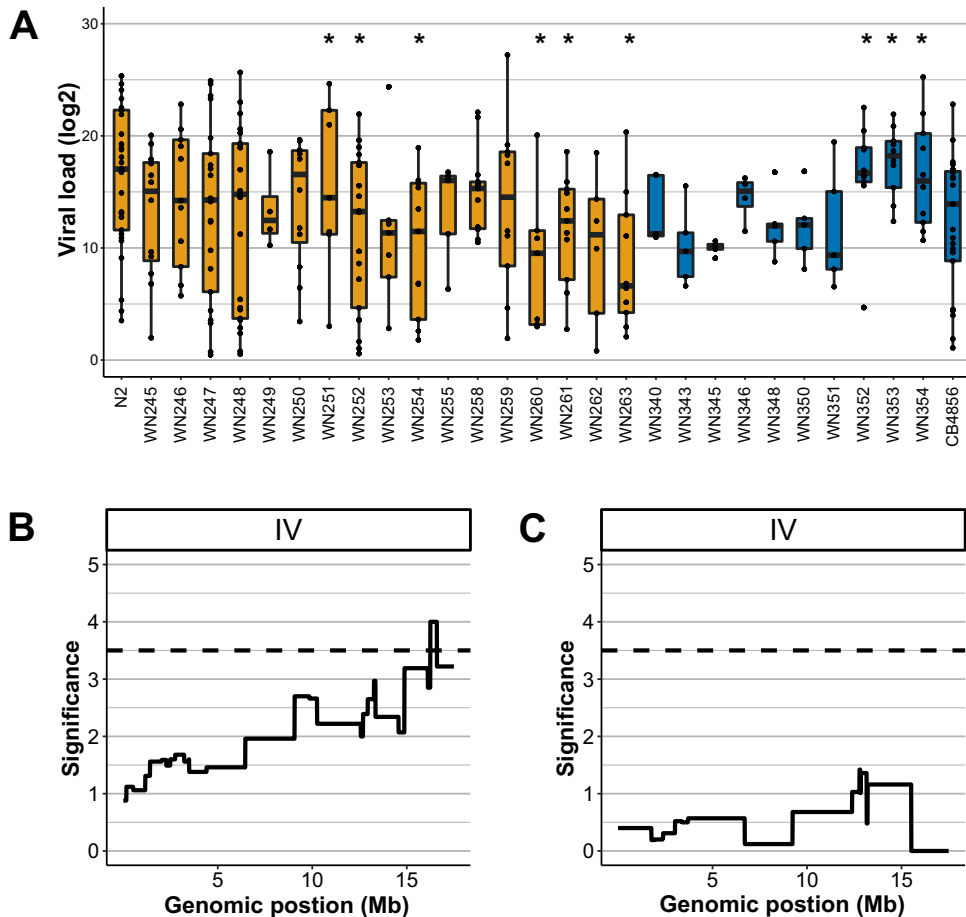 A
Viral load (log2)
30
20
10
0
* * * * * * * * *
N2 WN245 WN246 WN247 WN248 WN249 WN250 WN251 WN252 WN253 WN254 WN255 WN258 WN259 WN260 WN261 WN262 WN263 WN340 WN343 WN345 WN346 WN348 WN350 WN351 WN352 WN353 WN354 CB4856
B
IV
Significance
5
4
3
2
1
0
5 10 15
Genomic postion (Mb)
C
IV
Significance
5
4
3
2
1
0
5 10 15
Genomic postion (Mb)